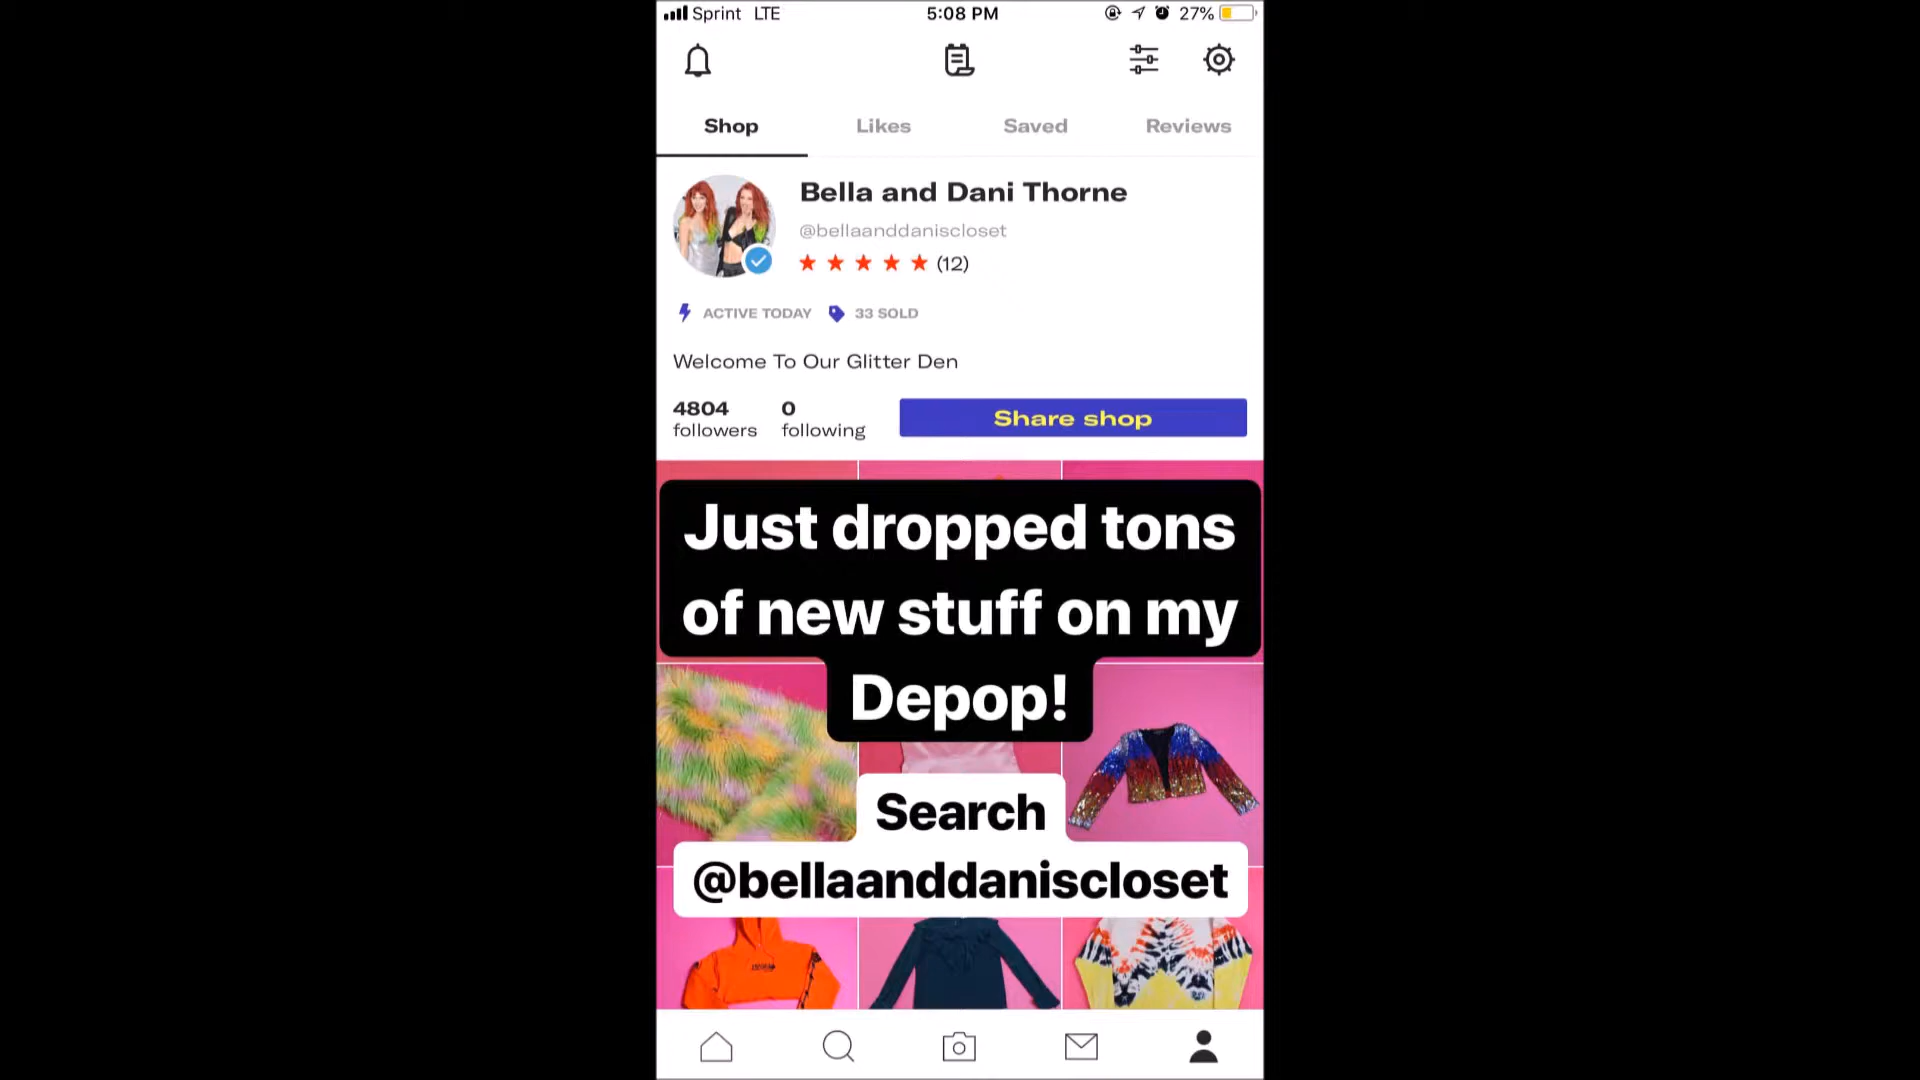 Sprint LTE 5:08 PM 27%
Shop Likes Saved Reviews
Bella and Dani Thorne
@bellaanddaniscloset
(12)
ACTIVE TODAY 33 SOLD
Welcome To Our Glitter Den
4804 0
followers following
Share shop
Just dropped tons
of new stuff on my
Depop!
Search
@bellaanddaniscloset